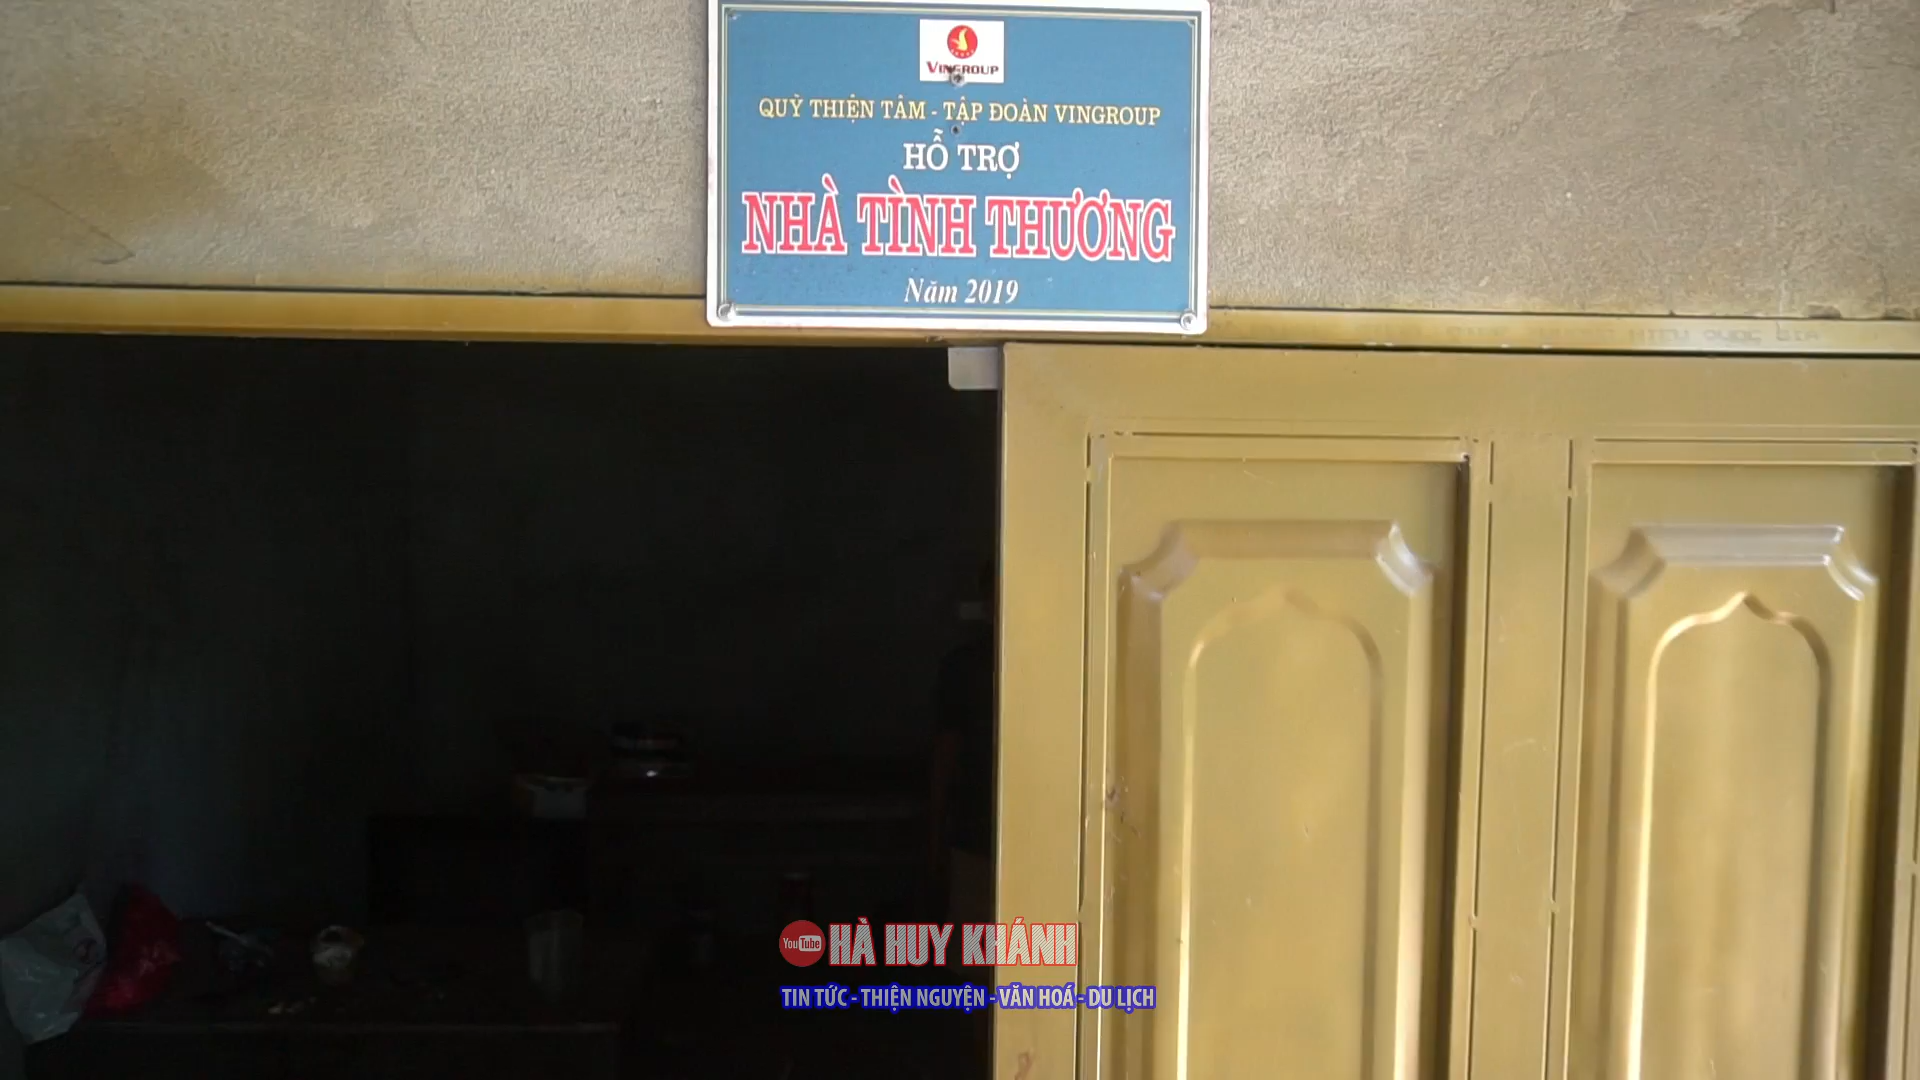 VINGROUP
QUỸ THIỆN TÂM - TẬP ĐOÀN VINGROUP
HỖ TRỢ
NHÀ TÌNH THƯƠNG
Năm 2019
YouTube HÀ HUY KHÁNH
TIN TỨC - THIỆN NGUYỆN - VĂN HOÁ - DU LỊCH